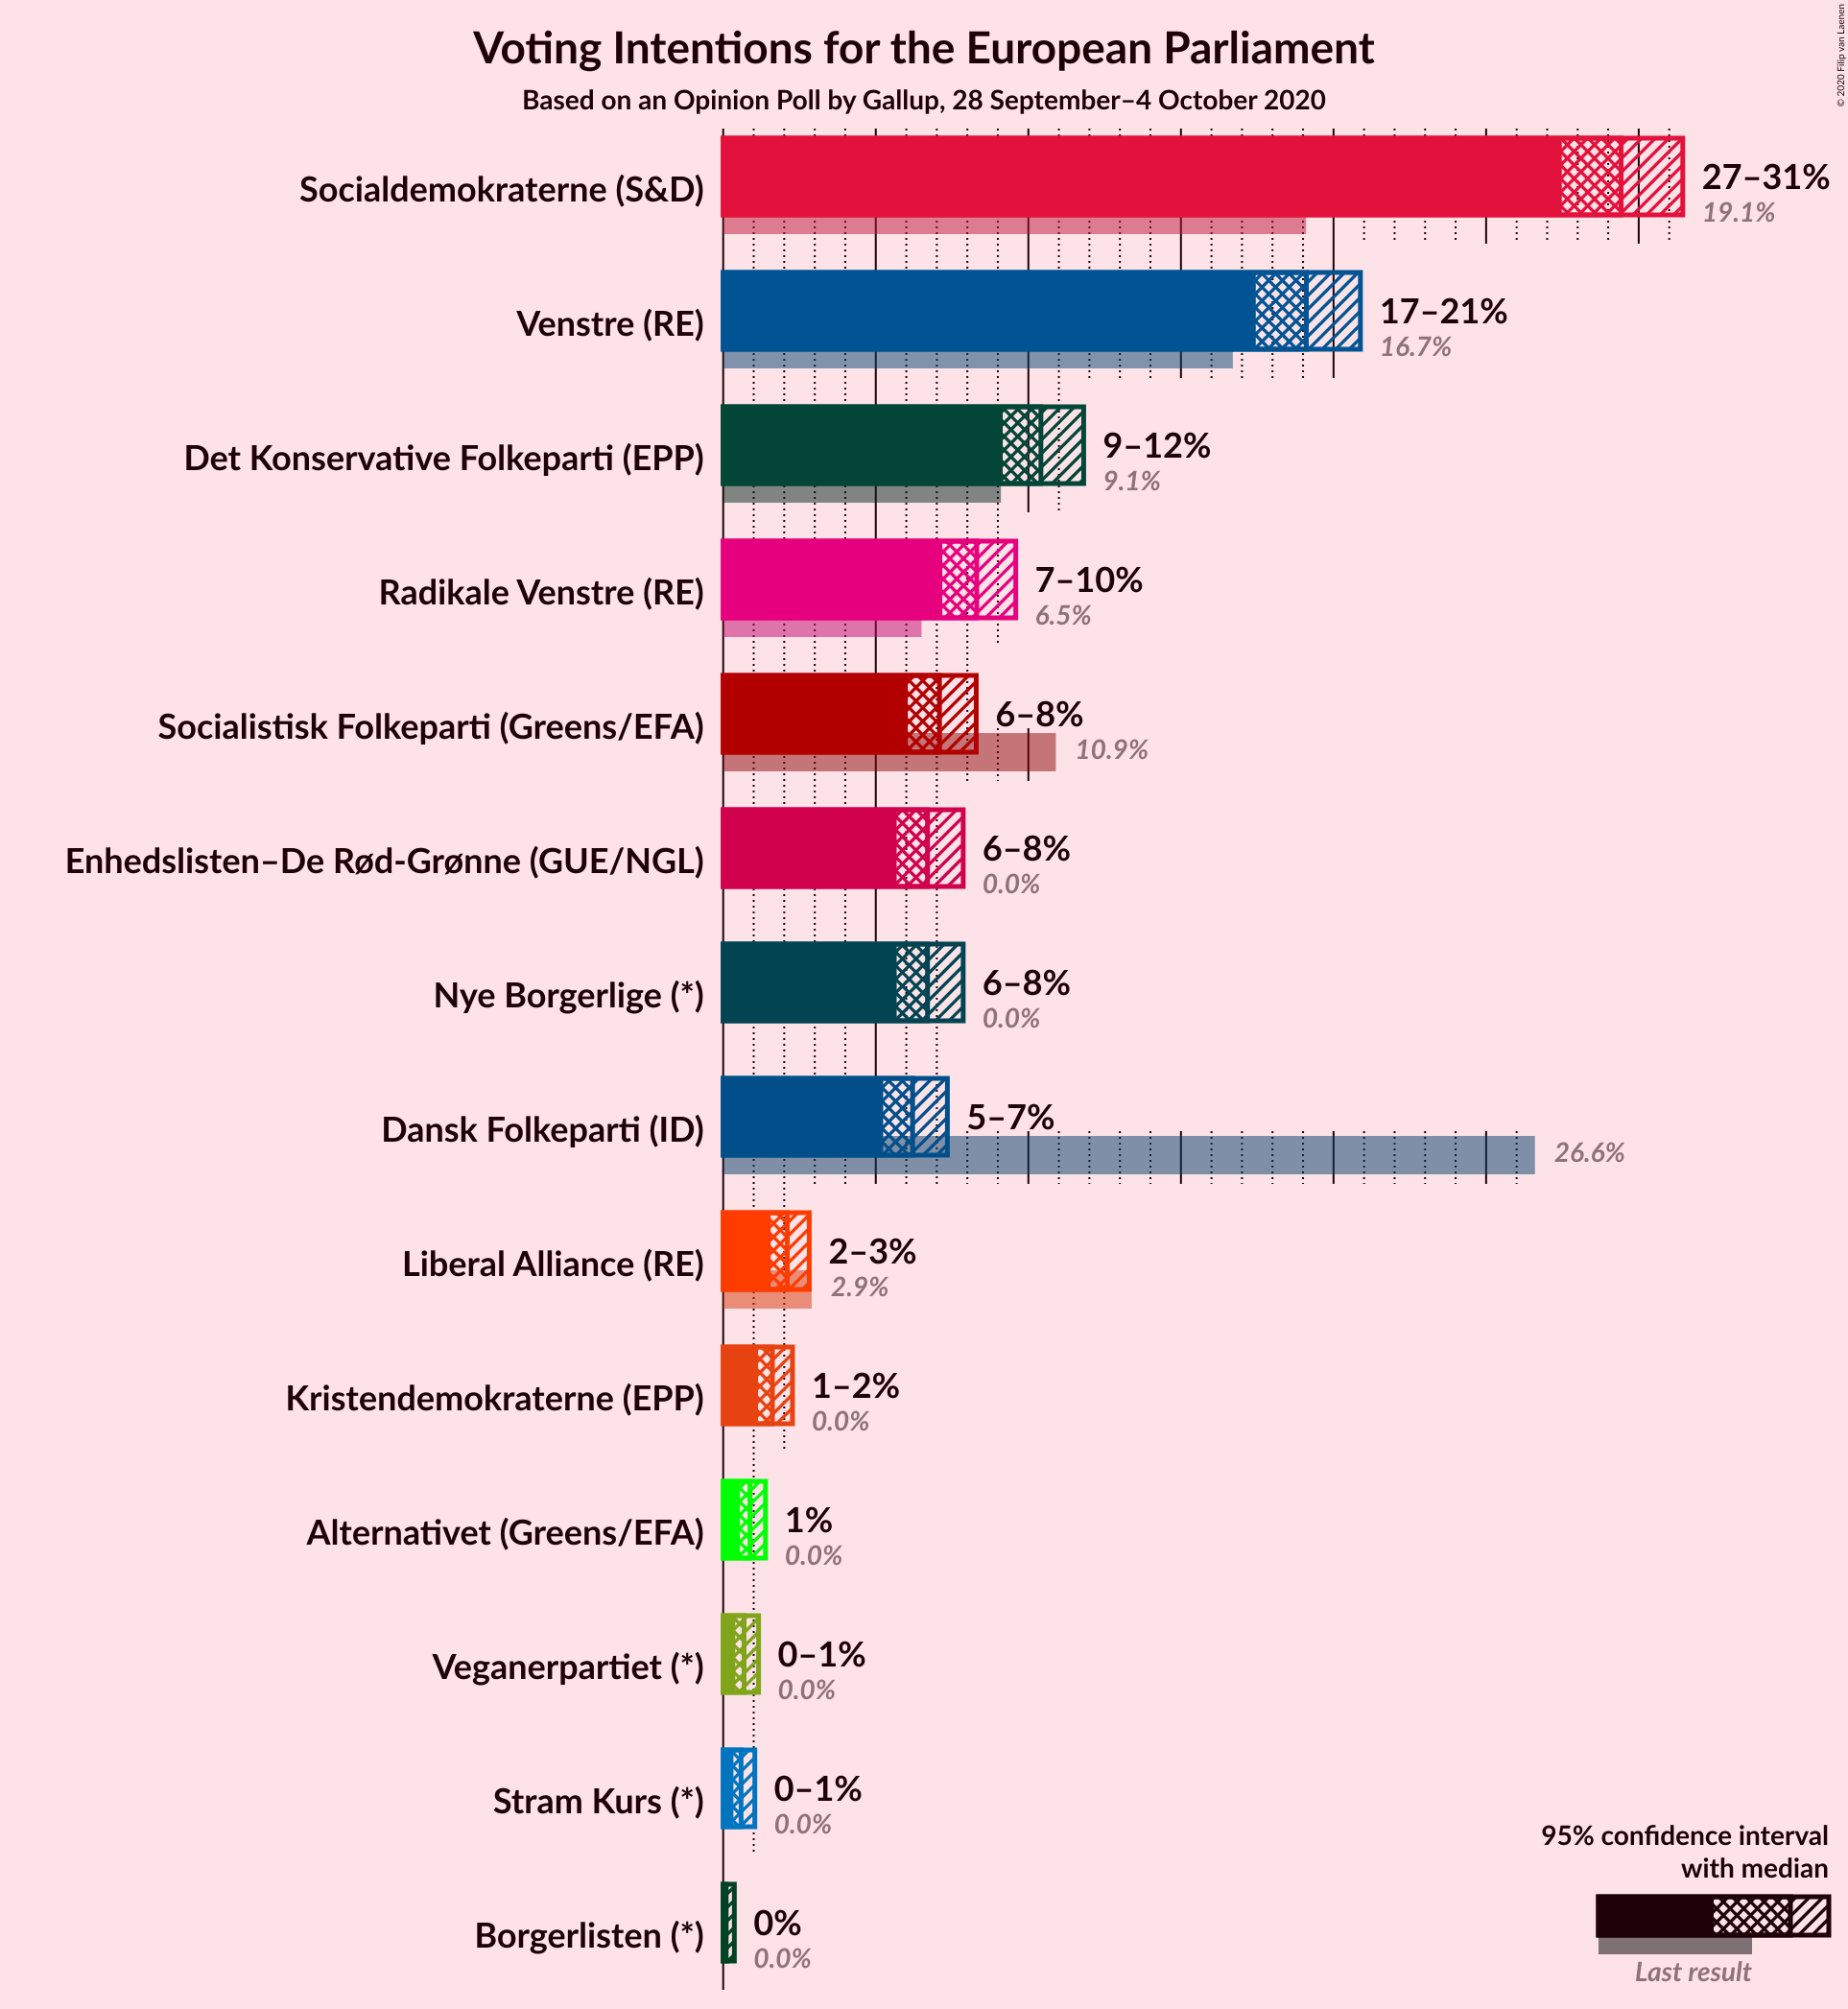 Voting Intentions for the European Parliament
Based on an Opinion Poll by Gallup, 28 September–4 October 2020
© 2020 Filip van Laenen
Socialdemokraterne (S&D)
27–31%
19.1%
Venstre (RE)
17–21%
16.7%
Det Konservative Folkeparti (EPP)
9–12%
9.1%
Radikale Venstre (RE)
7–10%
6.5%
Socialistisk Folkeparti (Greens/EFA)
6–8%
10.9%
Enhedslisten–De Rød-Grønne (GUE/NGL)
6–8%
0.0%
Nye Borgerlige (*)
6–8%
0.0%
Dansk Folkeparti (ID)
5–7%
26.6%
Liberal Alliance (RE)
2–3%
2.9%
Kristendemokraterne (EPP)
1–2%
0.0%
Alternativet (Greens/EFA)
1%
0.0%
Veganerpartiet (*)
0–1%
0.0%
Stram Kurs (*)
0–1%
0.0%
Borgerlisten (*)
0%
0.0%
95% confidence interval
with median
Last result